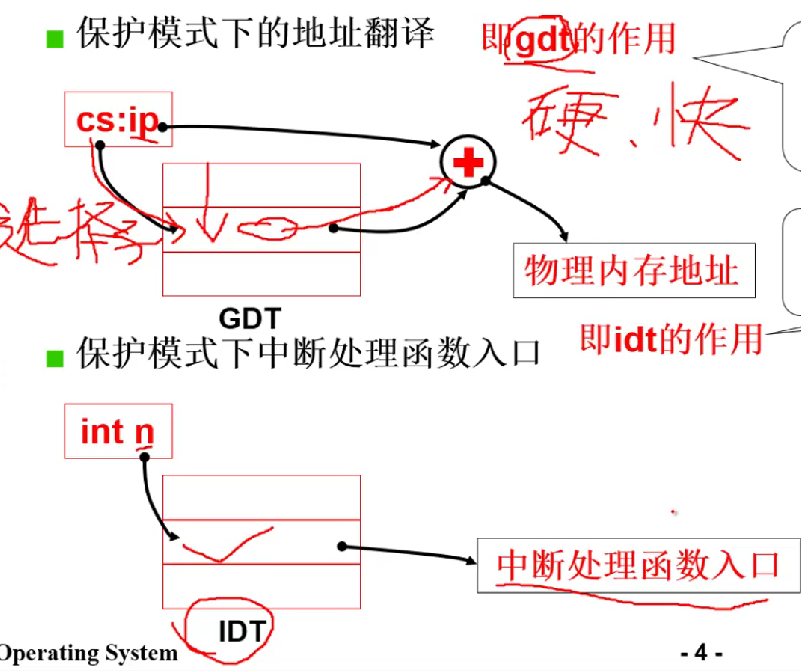 保护模式下的地址翻译
即gdt的作用
cs:ip
硬、快
选择子
物理内存地址
GDT
即idt的作用
保护模式下中断处理函数入口
int n
中断处理函数入口
IDT
Operating System
- 4 -